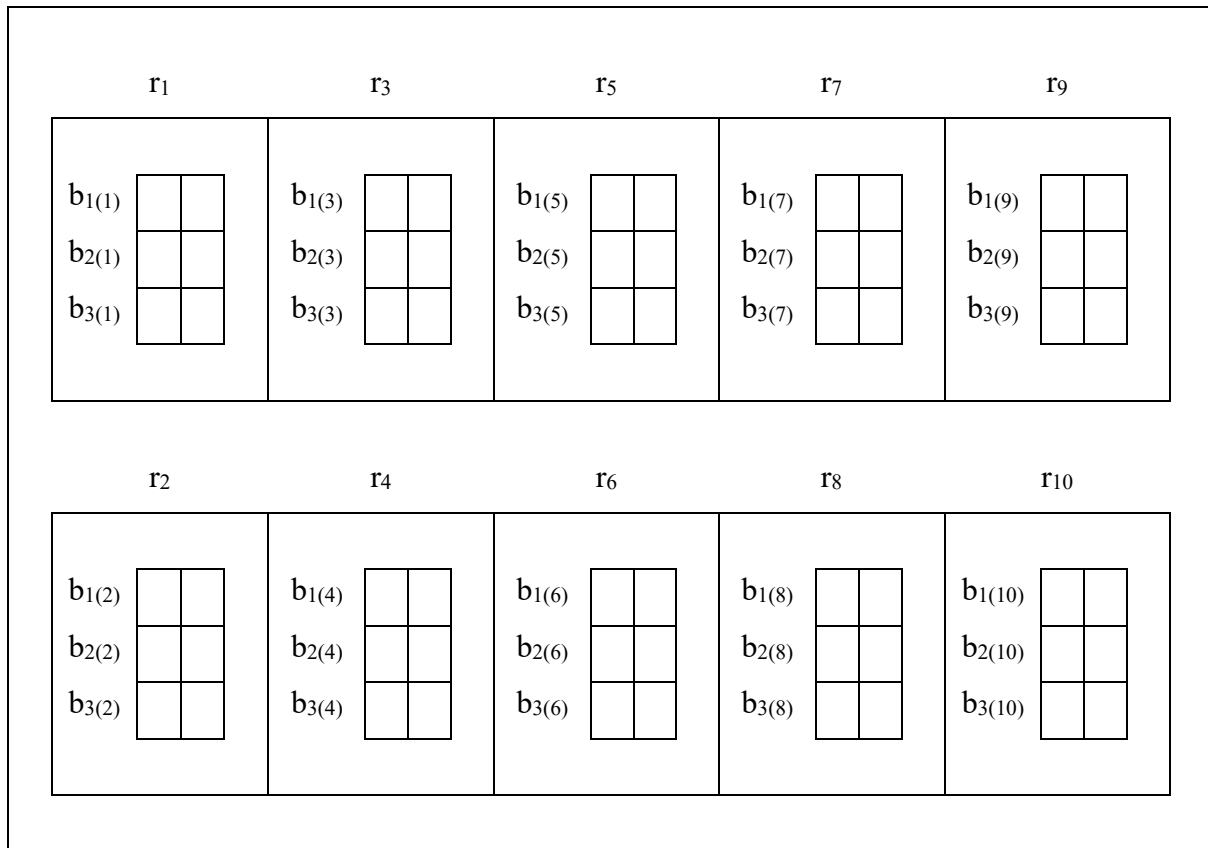 r₁ r₃ r₅ r₇ r₉
b₁₍₁₎ b₁₍₃₎ b₁₍₅₎ b₁₍₇₎ b₁₍₉₎
b₂₍₁₎ b₂₍₃₎ b₂₍₅₎ b₂₍₇₎ b₂₍₉₎
b₃₍₁₎ b₃₍₃₎ b₃₍₅₎ b₃₍₇₎ b₃₍₉₎
r₂ r₄ r₆ r₈ r₁₀
b₁₍₂₎ b₁₍₄₎ b₁₍₆₎ b₁₍₈₎ b₁₍₁₀₎
b₂₍₂₎ b₂₍₄₎ b₂₍₆₎ b₂₍₈₎ b₂₍₁₀₎
b₃₍₂₎ b₃₍₄₎ b₃₍₆₎ b₃₍₈₎ b₃₍₁₀₎